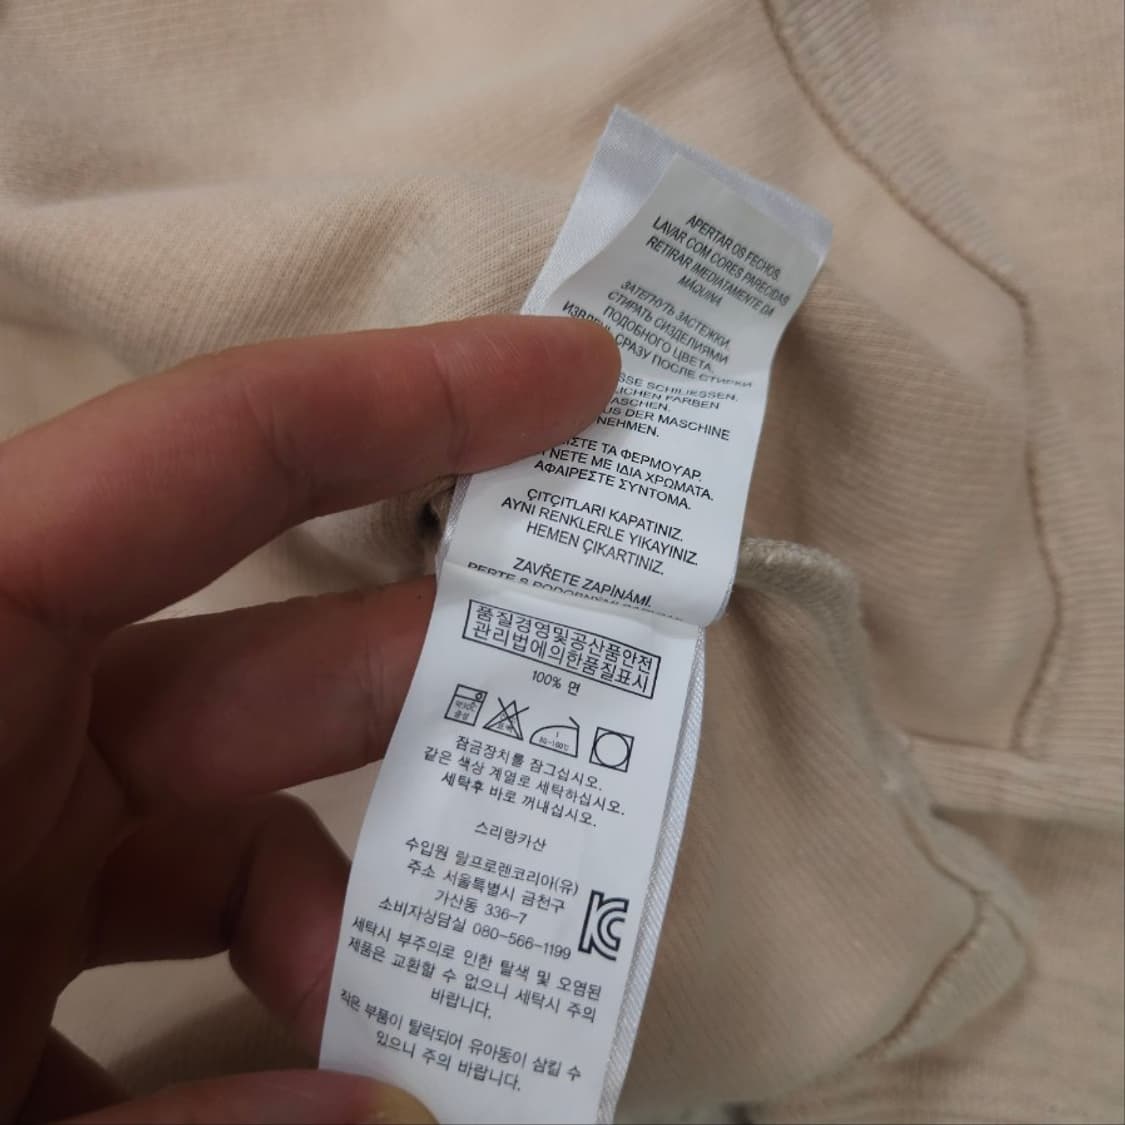 APERTAR OS FECHOS.
LAVAR COM CORES PARECIDAS
RETIRAR IMEDIATAMENTE DA
MÁQUINA.
ЗАТЕГНУТЬ ЗАСТЕЖКИ.
СТИРАТЬ СИЗДЕЛИЯМИ
ПОДОБНОГО ЦВЕТА.
СРАЗУ ПОСЛЕ СТИРКИ
SCHLIESSEN.
FARBEN
DER MASCHINE
ΤΑ ΦΕΡΜΟΥΑΡ.
ΜΕ ΙΔΙΑ ΧΡΩΜΑΤΑ.
ΑΦΑΙΡΕΣΤΕ ΣΥΝΤΟΜΑ.
ÇITÇITLARI KAPATINIZ.
AYNI RENKLERLE YIKAYINIZ.
HEMEN ÇIKARTINIZ.
ZAVŘETE ZAPÍNÁMÍ.
PERTE S PODOBNÝMI
품질경영및공산품안전
관리법에의한품질표시
100% 면
잠금장치를 잠그십시오.
같은 색상 계열로 세탁하십시오.
세탁후 바로 꺼내십시오.
스리랑카산
수입원 랄프로렌코리아(유)
주소 서울특별시 금천구
가산동 336-7
소비자상담실 080-566-1199
세탁시 부주의로 인한 탈색 및 오염된
제품은 교환할 수 없으니 세탁시 주의
바랍니다.
작은 부품이 탈락되어 유아동이 삼킬 수
있으니 주의 바랍니다.